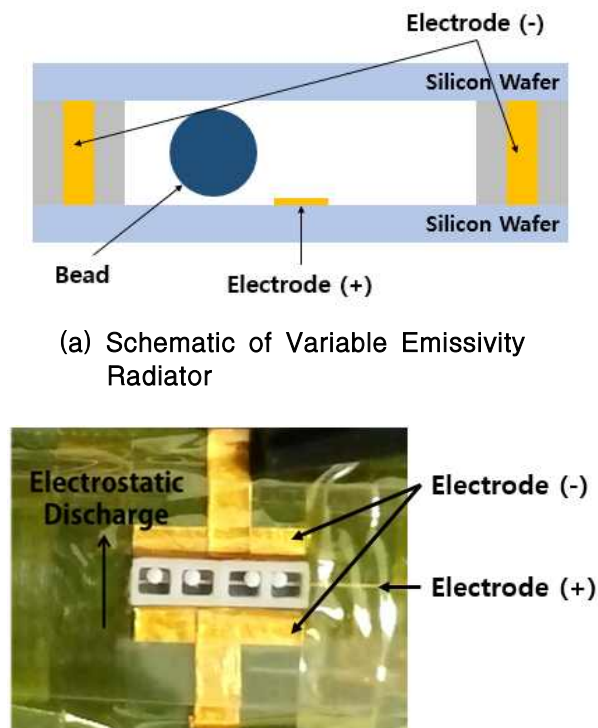 Electrode (-)
Silicon Wafer
Silicon Wafer
Bead
Electrode (+)
(a) Schematic of Variable Emissivity
Radiator
Electrostatic
Discharge
Electrode (-)
Electrode (+)